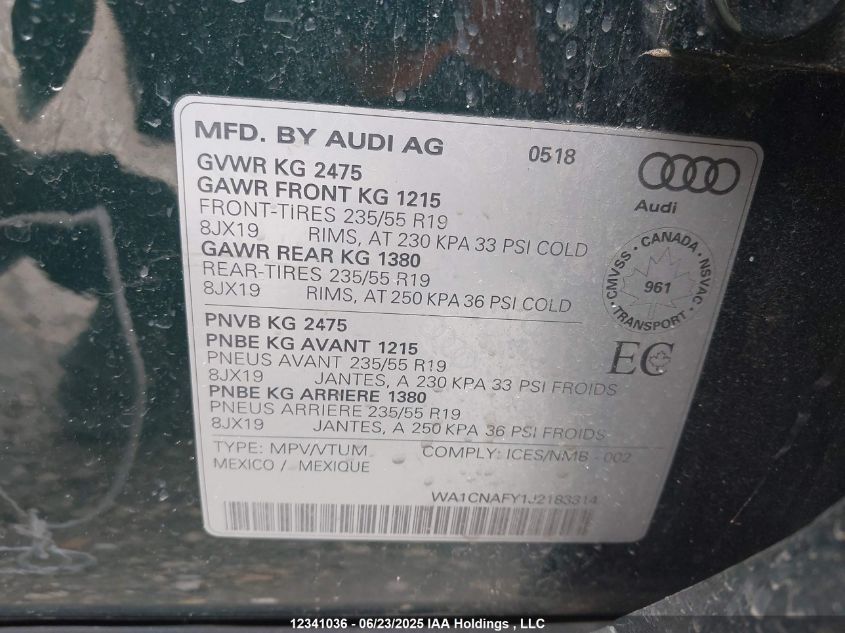 MFD. BY AUDI AG 0518
GVWR KG 2475
GAWR FRONT KG 1215
FRONT-TIRES 235/55 R19
8JX19 RIMS, AT 230 KPA 33 PSI COLD
GAWR REAR KG 1380
REAR-TIRES 235/55 R19
8JX19 RIMS, AT 250 KPA 36 PSI COLD
Audi
CMVSS • CANADA • NSVAC • TRANSPORT •
961
EC
PNVB KG 2475
PNBE KG AVANT 1215
PNEUS AVANT 235/55 R19
8JX19 JANTES, A 230 KPA 33 PSI FROIDS
PNBE KG ARRIERE 1380
PNEUS ARRIERE 235/55 R19
8JX19 JANTES, A 250 KPA 36 PSI FROIDS
TYPE: MPV/VTUM COMPLY: ICES/NMB - 002
MEXICO / MEXIQUE
WA1CNAFY1J2183314
12341036 - 06/23/2025 IAA Holdings , LLC